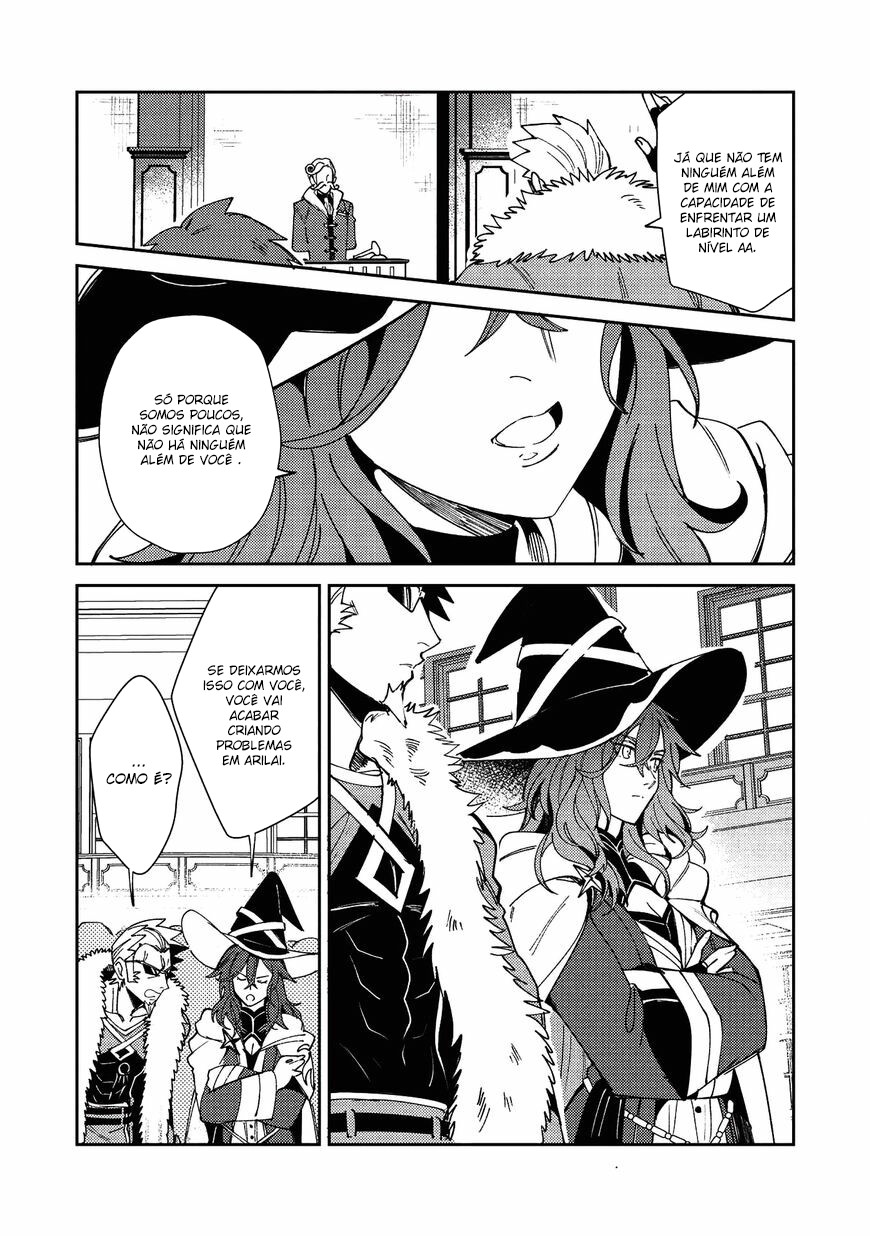 JÁ QUE NÃO TEM
NINGUÉM ALÉM
DE MIM COM A
CAPACIDADE DE
ENFRENTAR UM
LABIRINTO DE
NÍVEL AA.
SÓ PORQUE
SOMOS POUCOS,
NÃO SIGNIFICA QUE
NÃO HÁ NINGUÉM
ALÉM DE VOCÊ .
SE DEIXARMOS
ISSO COM VOCÊ,
VOCÊ VAI
ACABAR
CRIANDO
PROBLEMAS
EM ARILAI.
...
COMO É?